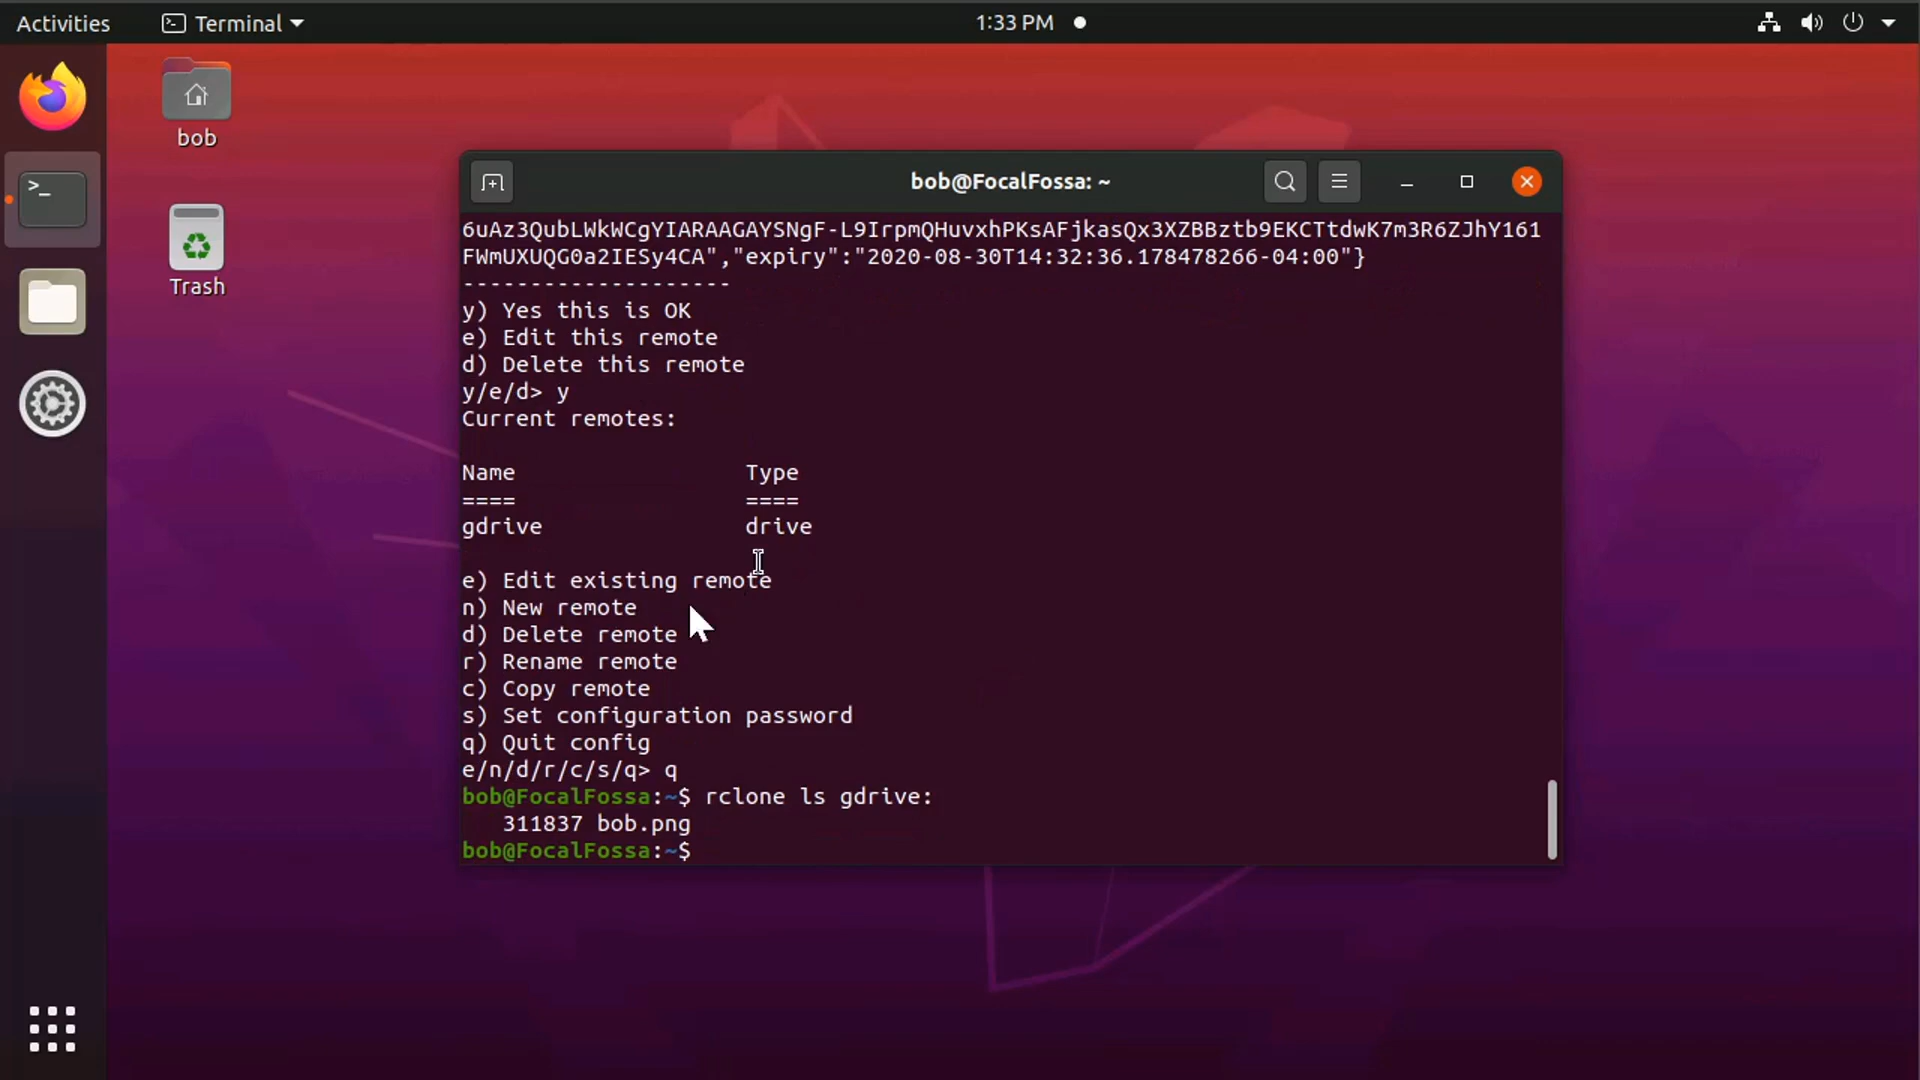 Activities
Terminal
1:33 PM
bob
Trash
bob@FocalFossa: ~
6uAz3QubLWkWCgYIARAAGAYSNgF-L9IrpmQHuvxhPKsAFjkasQx3XZBBztb9EKCTtdwK7m3R6ZJhY161
FWmUXUQG0a2IESy4CA","expiry":"2020-08-30T14:32:36.178478266-04:00"}
--------------------
y) Yes this is OK
e) Edit this remote
d) Delete this remote
y/e/d> y
Current remotes:
Name                 Type
====                 ====
gdrive               drive
e) Edit existing remote
n) New remote
d) Delete remote
r) Rename remote
c) Copy remote
s) Set configuration password
q) Quit config
e/n/d/r/c/s/q> q
bob@FocalFossa:~$ rclone ls gdrive:
   311837 bob.png
bob@FocalFossa:~$